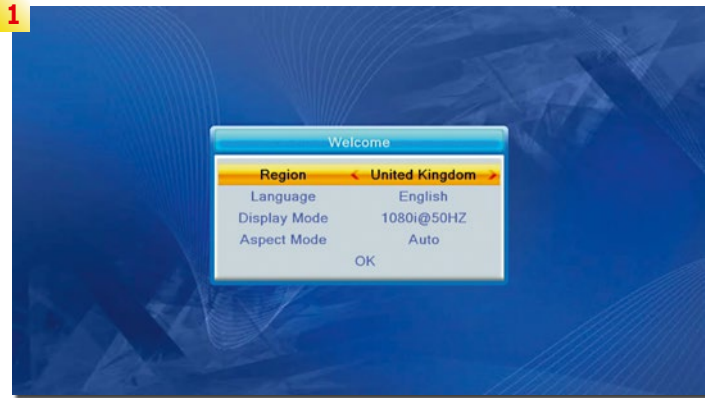 1
Welcome
Region < United Kingdom >
Language English
Display Mode 1080i@50HZ
Aspect Mode Auto
OK